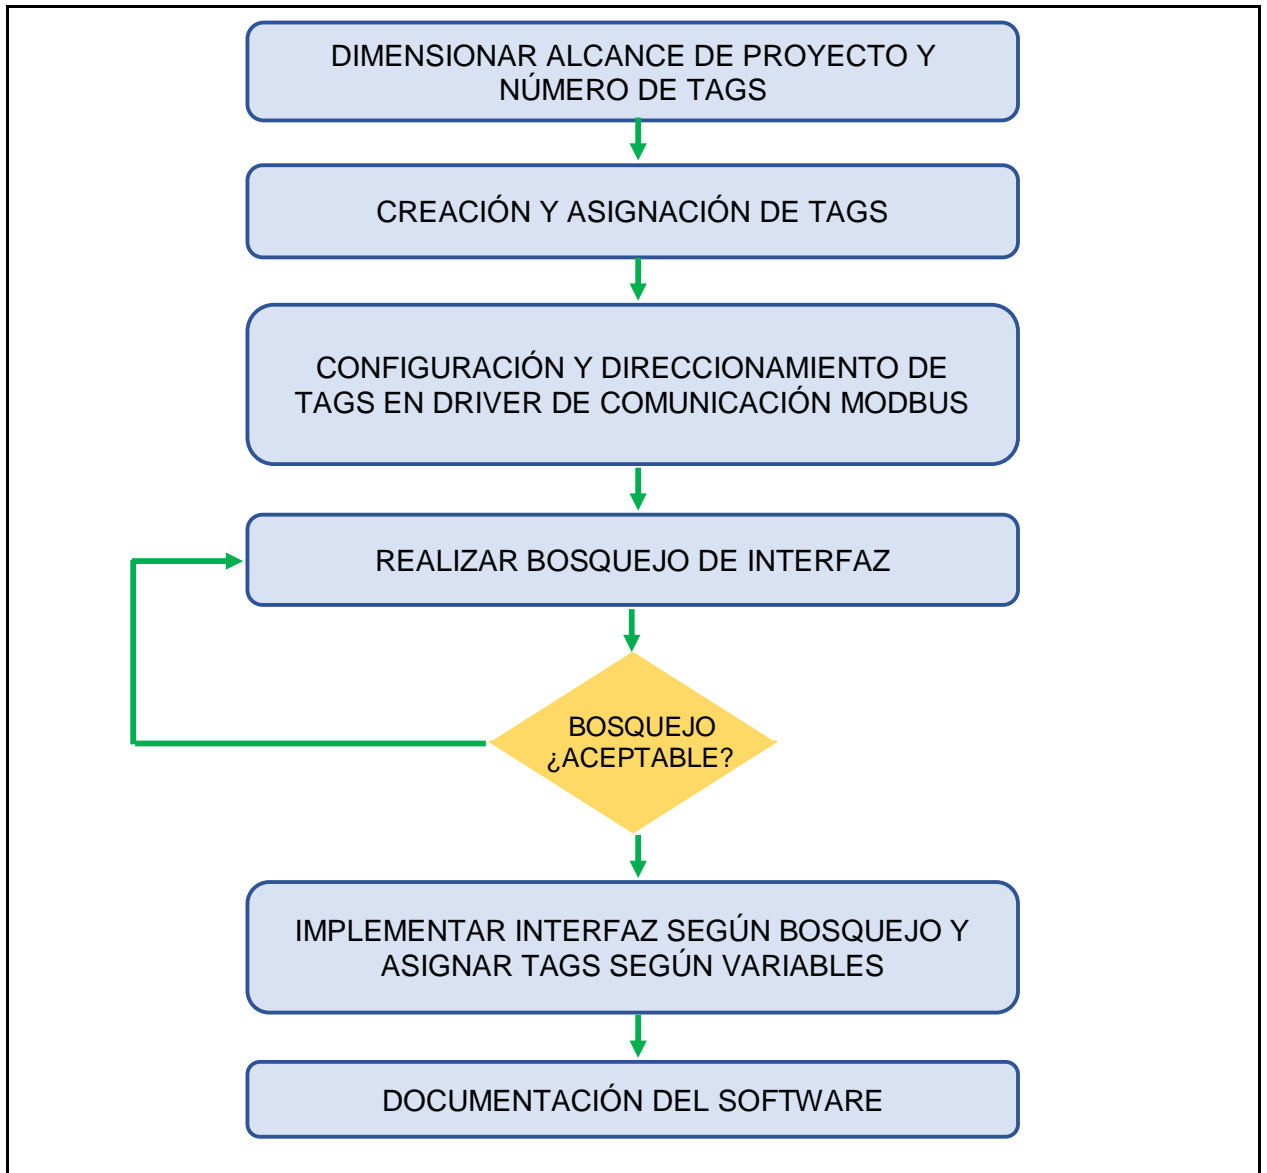 DIMENSIONAR ALCANCE DE PROYECTO Y
NÚMERO DE TAGS
CREACIÓN Y ASIGNACIÓN DE TAGS
CONFIGURACIÓN Y DIRECCIONAMIENTO DE
TAGS EN DRIVER DE COMUNICACIÓN MODBUS
REALIZAR BOSQUEJO DE INTERFAZ
BOSQUEJO
¿ACEPTABLE?
IMPLEMENTAR INTERFAZ SEGÚN BOSQUEJO Y
ASIGNAR TAGS SEGÚN VARIABLES
DOCUMENTACIÓN DEL SOFTWARE